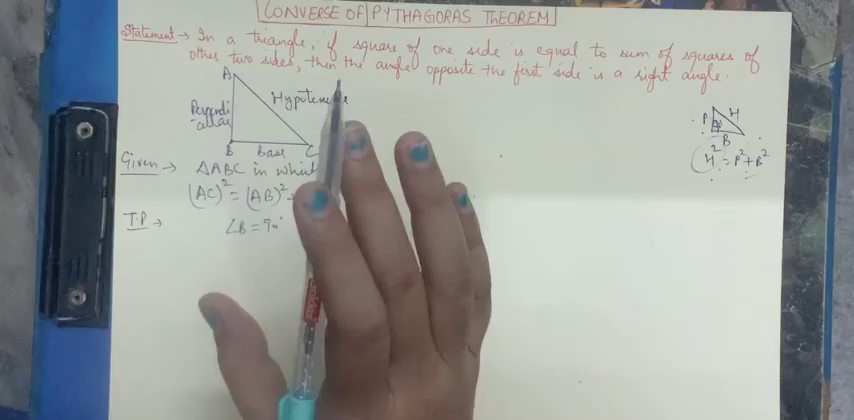 CONVERSE OF PYTHAGORAS THEOREM
Statement → In a triangle, if square of one side is equal to sum of squares of
other two sides, then the angle opposite the first side is a right angle.
A
Perpendi
-cular
Hypotenuse
B Base C
P H
B
H² = P² + B²
Given → ΔABC in which
(AC)² = (AB)²
T.P → ∠B = 90°